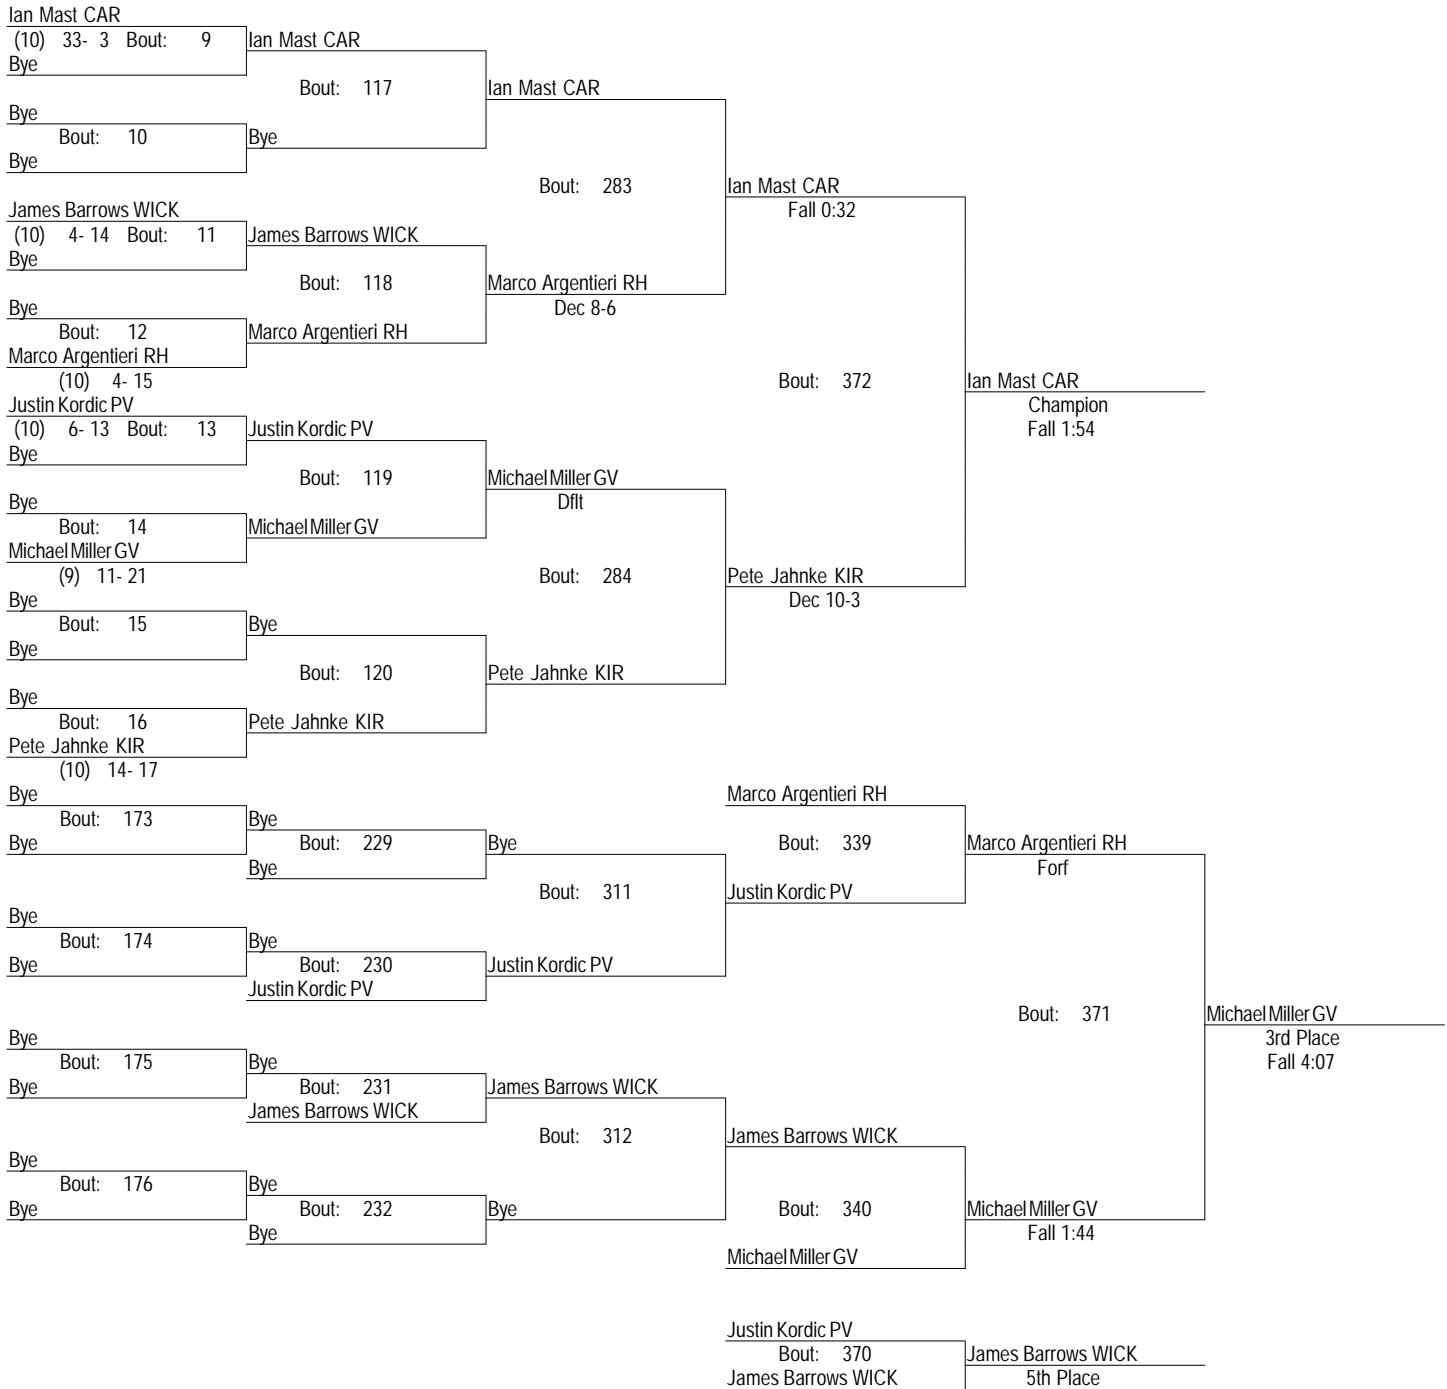 Ian Mast CAR
(10) 33- 3 Bout: 9 Ian Mast CAR
Bye
Bout: 117 Ian Mast CAR
Bye
Bout: 10 Bye
Bye
Bout: 283 Ian Mast CAR
James Barrows WICK Fall 0:32
(10) 4- 14 Bout: 11 James Barrows WICK
Bye
Bout: 118 Marco Argentieri RH
Bye Dec 8-6
Bout: 12 Marco Argentieri RH
Marco Argentieri RH
(10) 4- 15 Bout: 372 Ian Mast CAR
Justin Kordic PV Champion
(10) 6- 13 Bout: 13 Justin Kordic PV Fall 1:54
Bye
Bout: 119 Michael Miller GV
Bye Dflt
Bout: 14 Michael Miller GV
Michael Miller GV
(9) 11- 21 Bout: 284 Pete Jahnke KIR
Bye Dec 10-3
Bout: 15 Bye
Bye
Bout: 120 Pete Jahnke KIR
Bye
Bout: 16 Pete Jahnke KIR
Pete Jahnke KIR
(10) 14- 17
Bye Marco Argentieri RH
Bout: 173 Bye
Bye Bout: 229 Bye Bout: 339 Marco Argentieri RH
Bye Forf
Bout: 311 Justin Kordic PV
Bye
Bout: 174 Bye
Bye Bout: 230 Justin Kordic PV
Justin Kordic PV
Bout: 371 Michael Miller GV
Bye 3rd Place
Bout: 175 Bye Fall 4:07
Bye Bout: 231 James Barrows WICK
James Barrows WICK
Bout: 312 James Barrows WICK
Bye
Bout: 176 Bye
Bye Bout: 232 Bye Bout: 340 Michael Miller GV
Bye Fall 1:44
Michael Miller GV
Justin Kordic PV
Bout: 370 James Barrows WICK
James Barrows WICK 5th Place